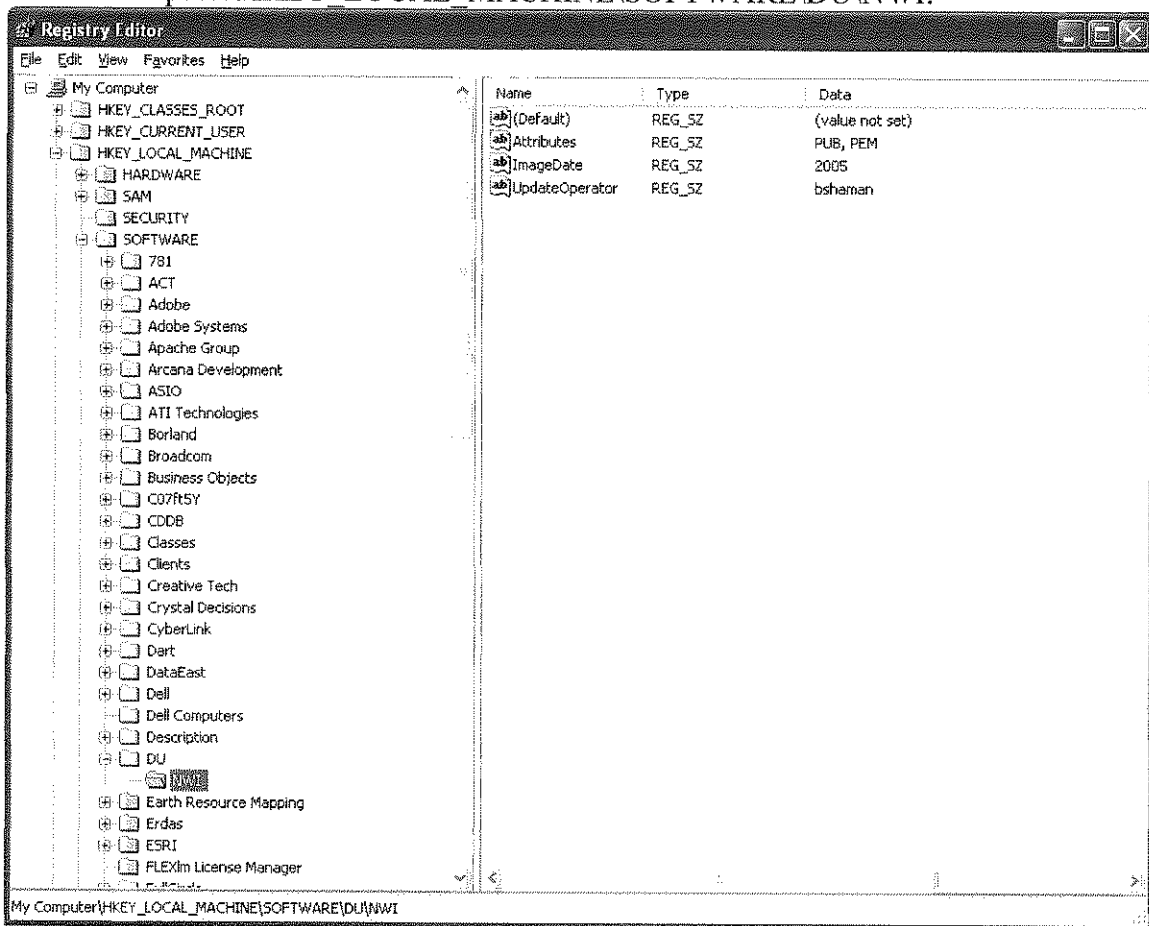 HKEY_LOCAL_MACHINE\SOFTWARE\DU\NWI.
Registry Editor
File Edit View Favorites Help
My Computer
HKEY_CLASSES_ROOT
HKEY_CURRENT_USER
HKEY_LOCAL_MACHINE
HARDWARE
SAM
SECURITY
SOFTWARE
781
ACT
Adobe
Adobe Systems
Apache Group
Arcana Development
ASIO
ATI Technologies
Borland
Broadcom
Business Objects
C07ft5Y
CDDB
Classes
Clients
Creative Tech
Crystal Decisions
CyberLink
Dart
DataEast
Dell
Dell Computers
Description
DU
NWI
Earth Resource Mapping
Erdas
ESRI
FLEXlm License Manager
Name Type Data
(Default) REG_SZ (value not set)
Attributes REG_SZ PUB, PEM
ImageDate REG_SZ 2005
UpdateOperator REG_SZ bshaman
My Computer\HKEY_LOCAL_MACHINE\SOFTWARE\DU\NWI